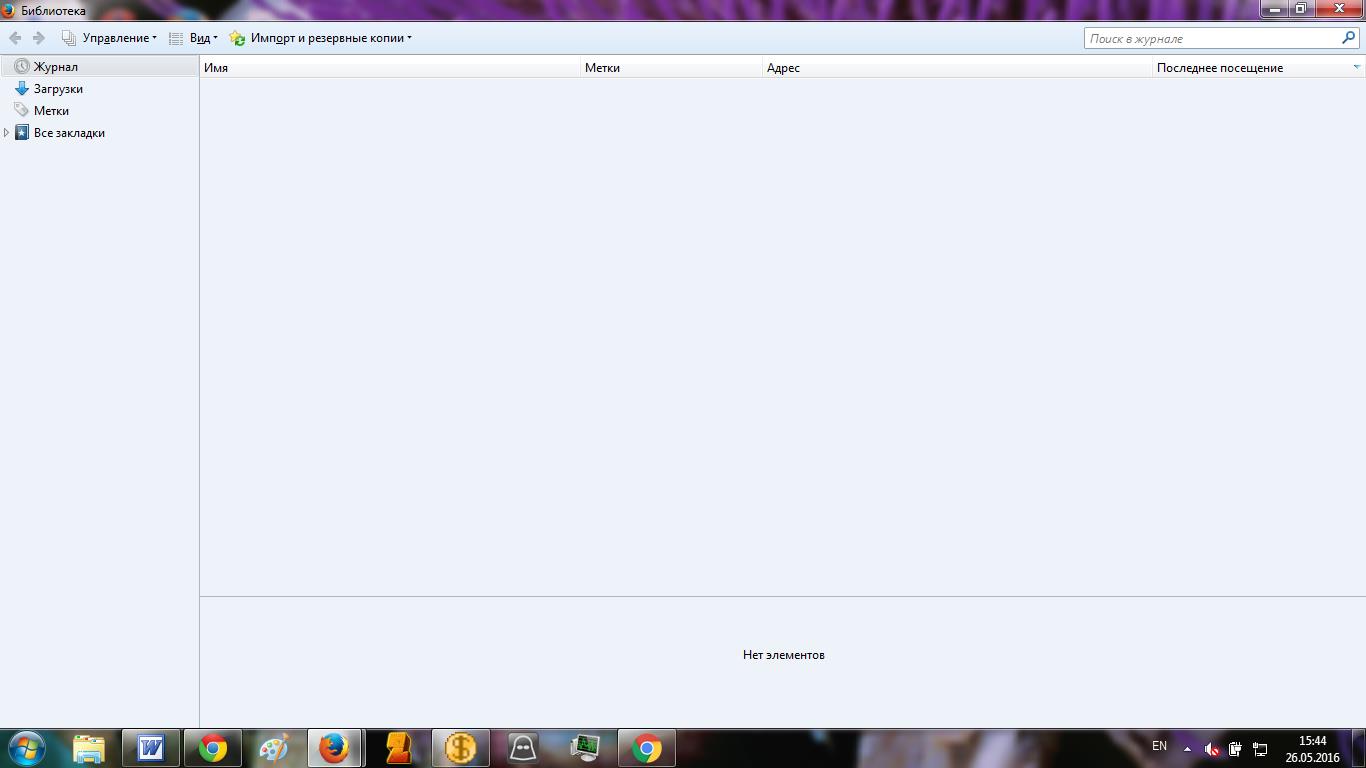 Библиотека
Управление Вид Импорт и резервные копии Поиск в журнале
Журнал Имя Метки Адрес Последнее посещение
Загрузки
Метки
Все закладки
Нет элементов
EN 15:44
26.05.2016